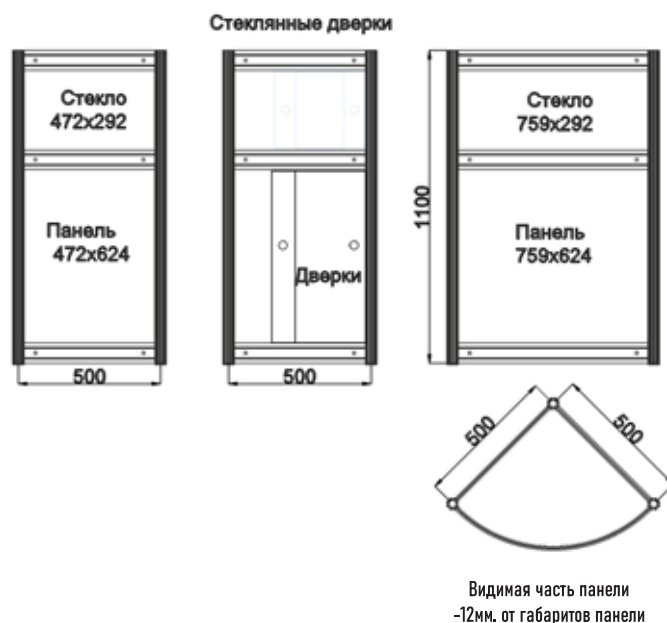 Стеклянные дверки
Стекло
472x292
Панель
472x624
500
Дверки
500
Стекло
759x292
Панель
759x624
1100
500
500
Видимая часть панели
-12мм. от габаритов панели